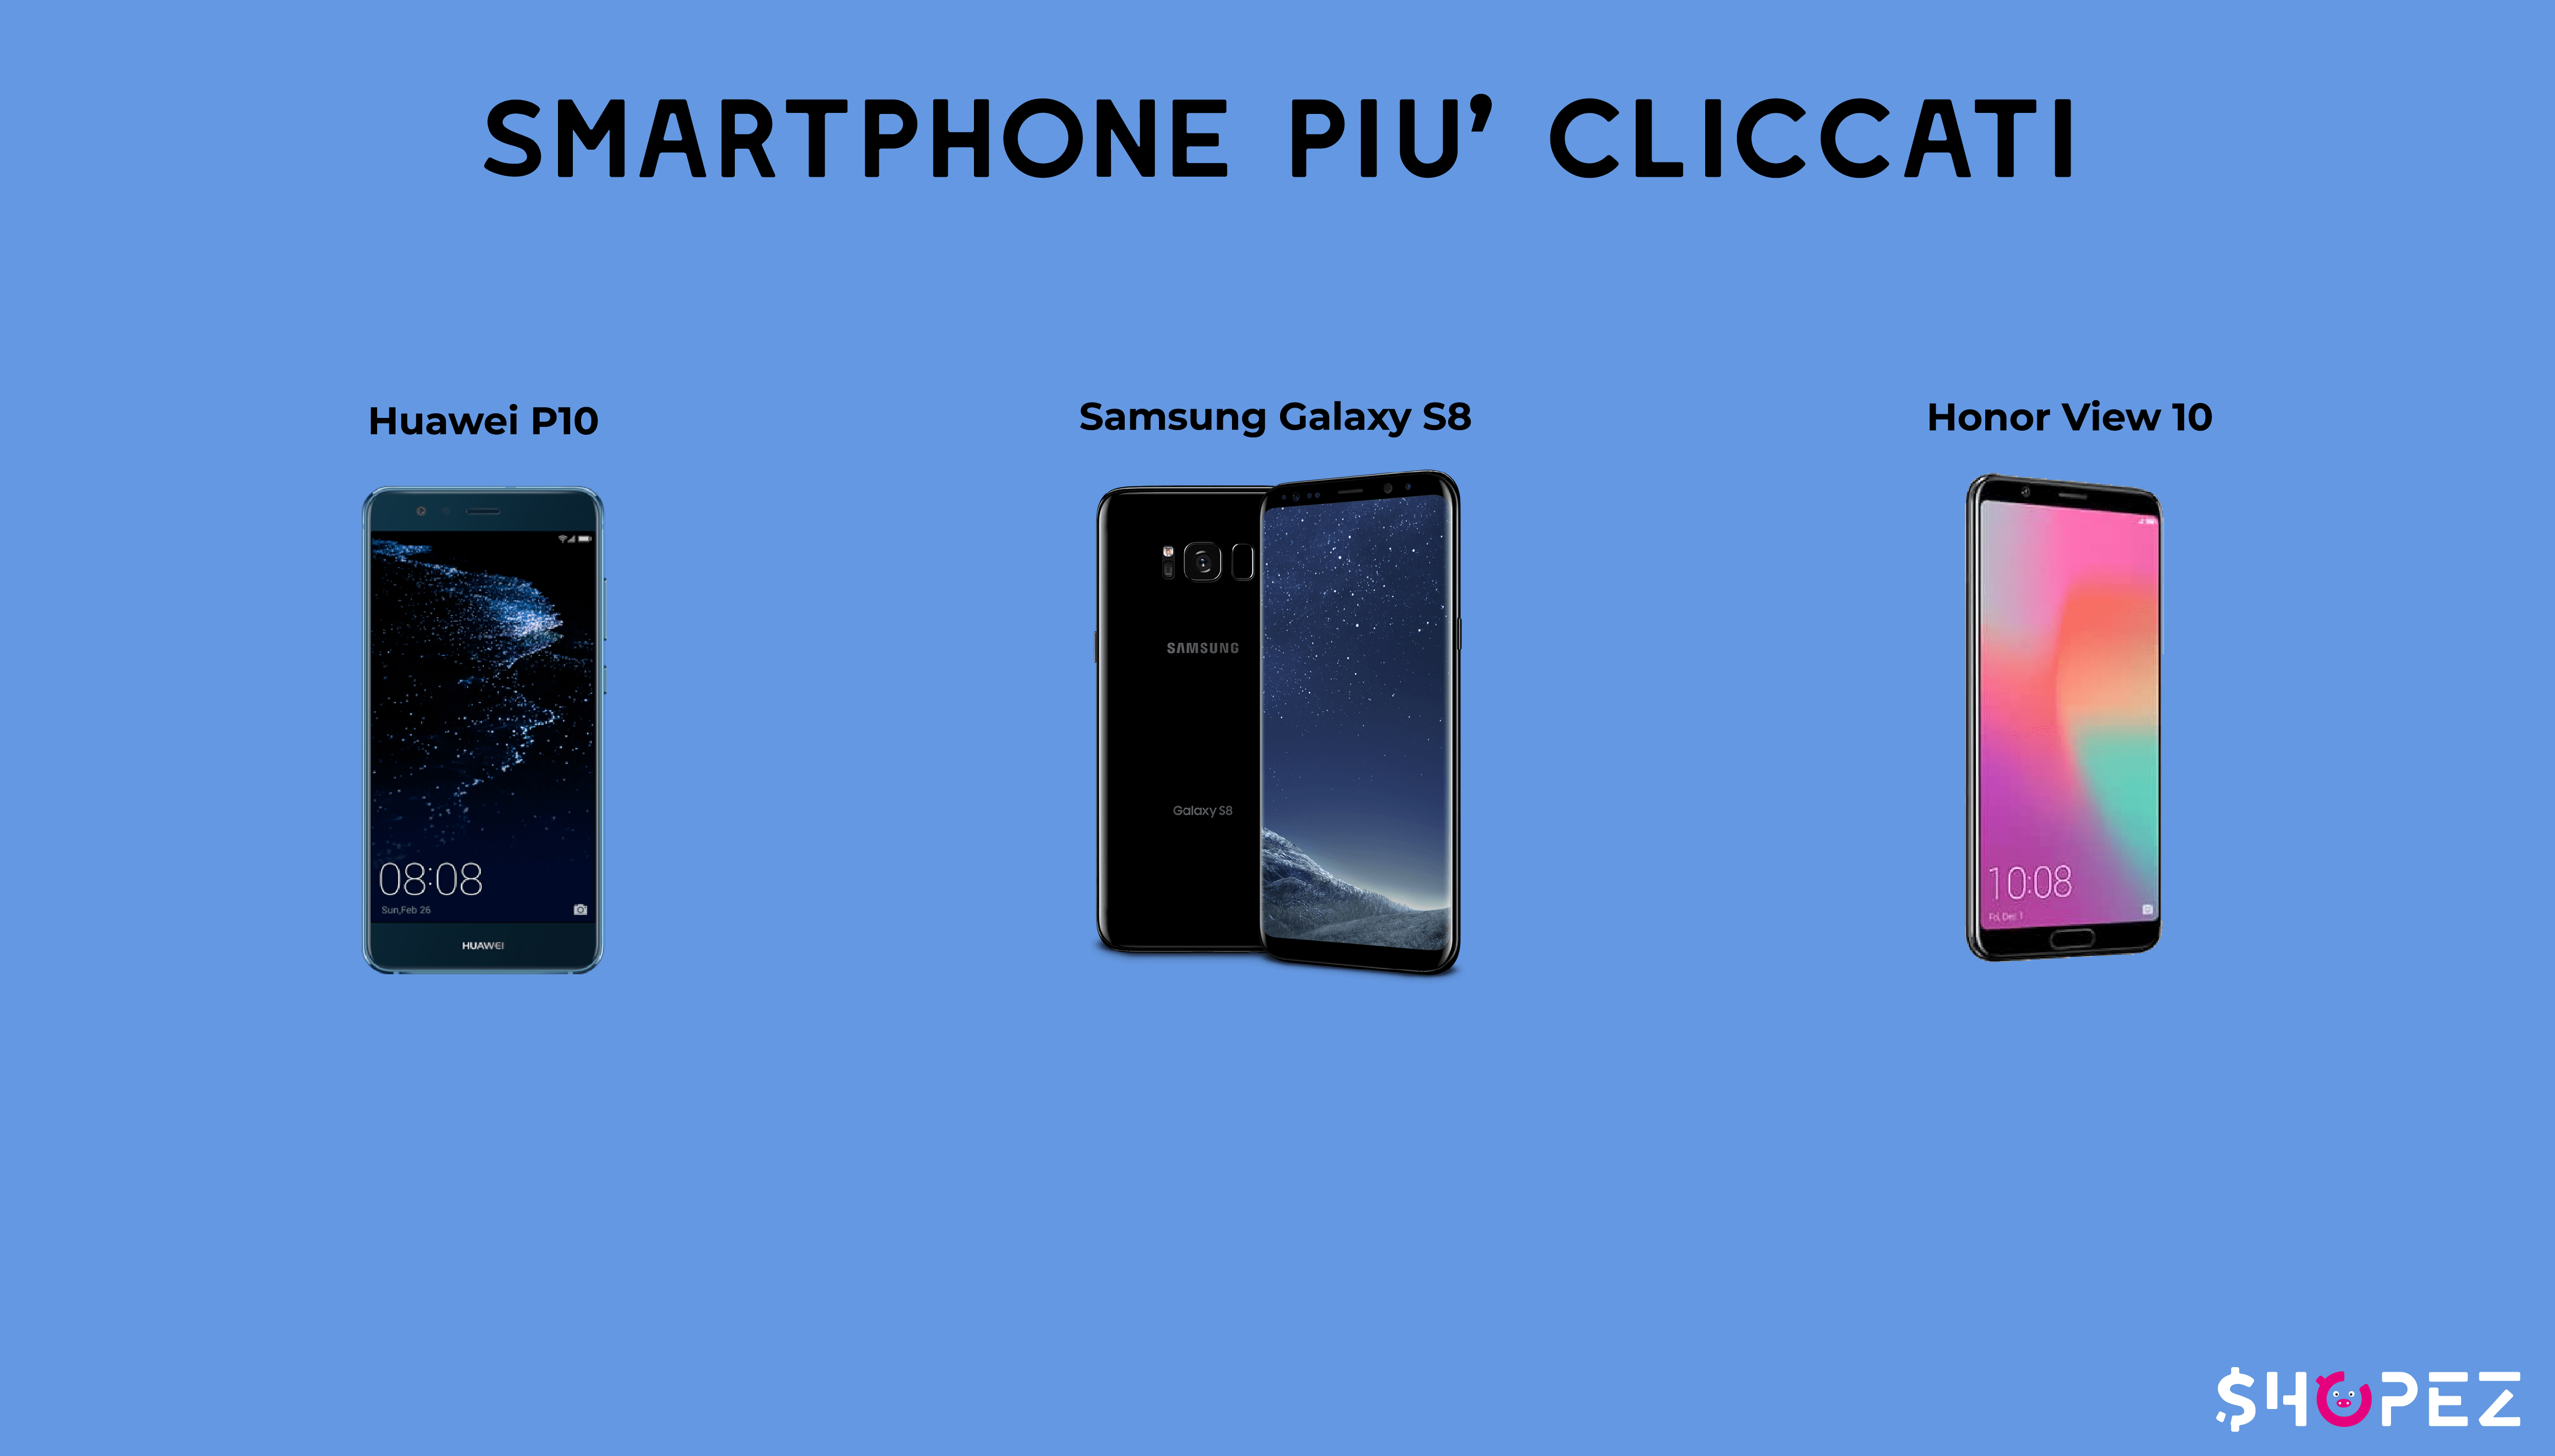 SMARTPHONE PIU' CLICCATI
Huawei P10
Samsung Galaxy S8
Honor View 10
08:08
Sun,Feb 26
HUAWEI
SAMSUNG
Galaxy S8
10:08
Fri, Dec 1
$HOPEZ